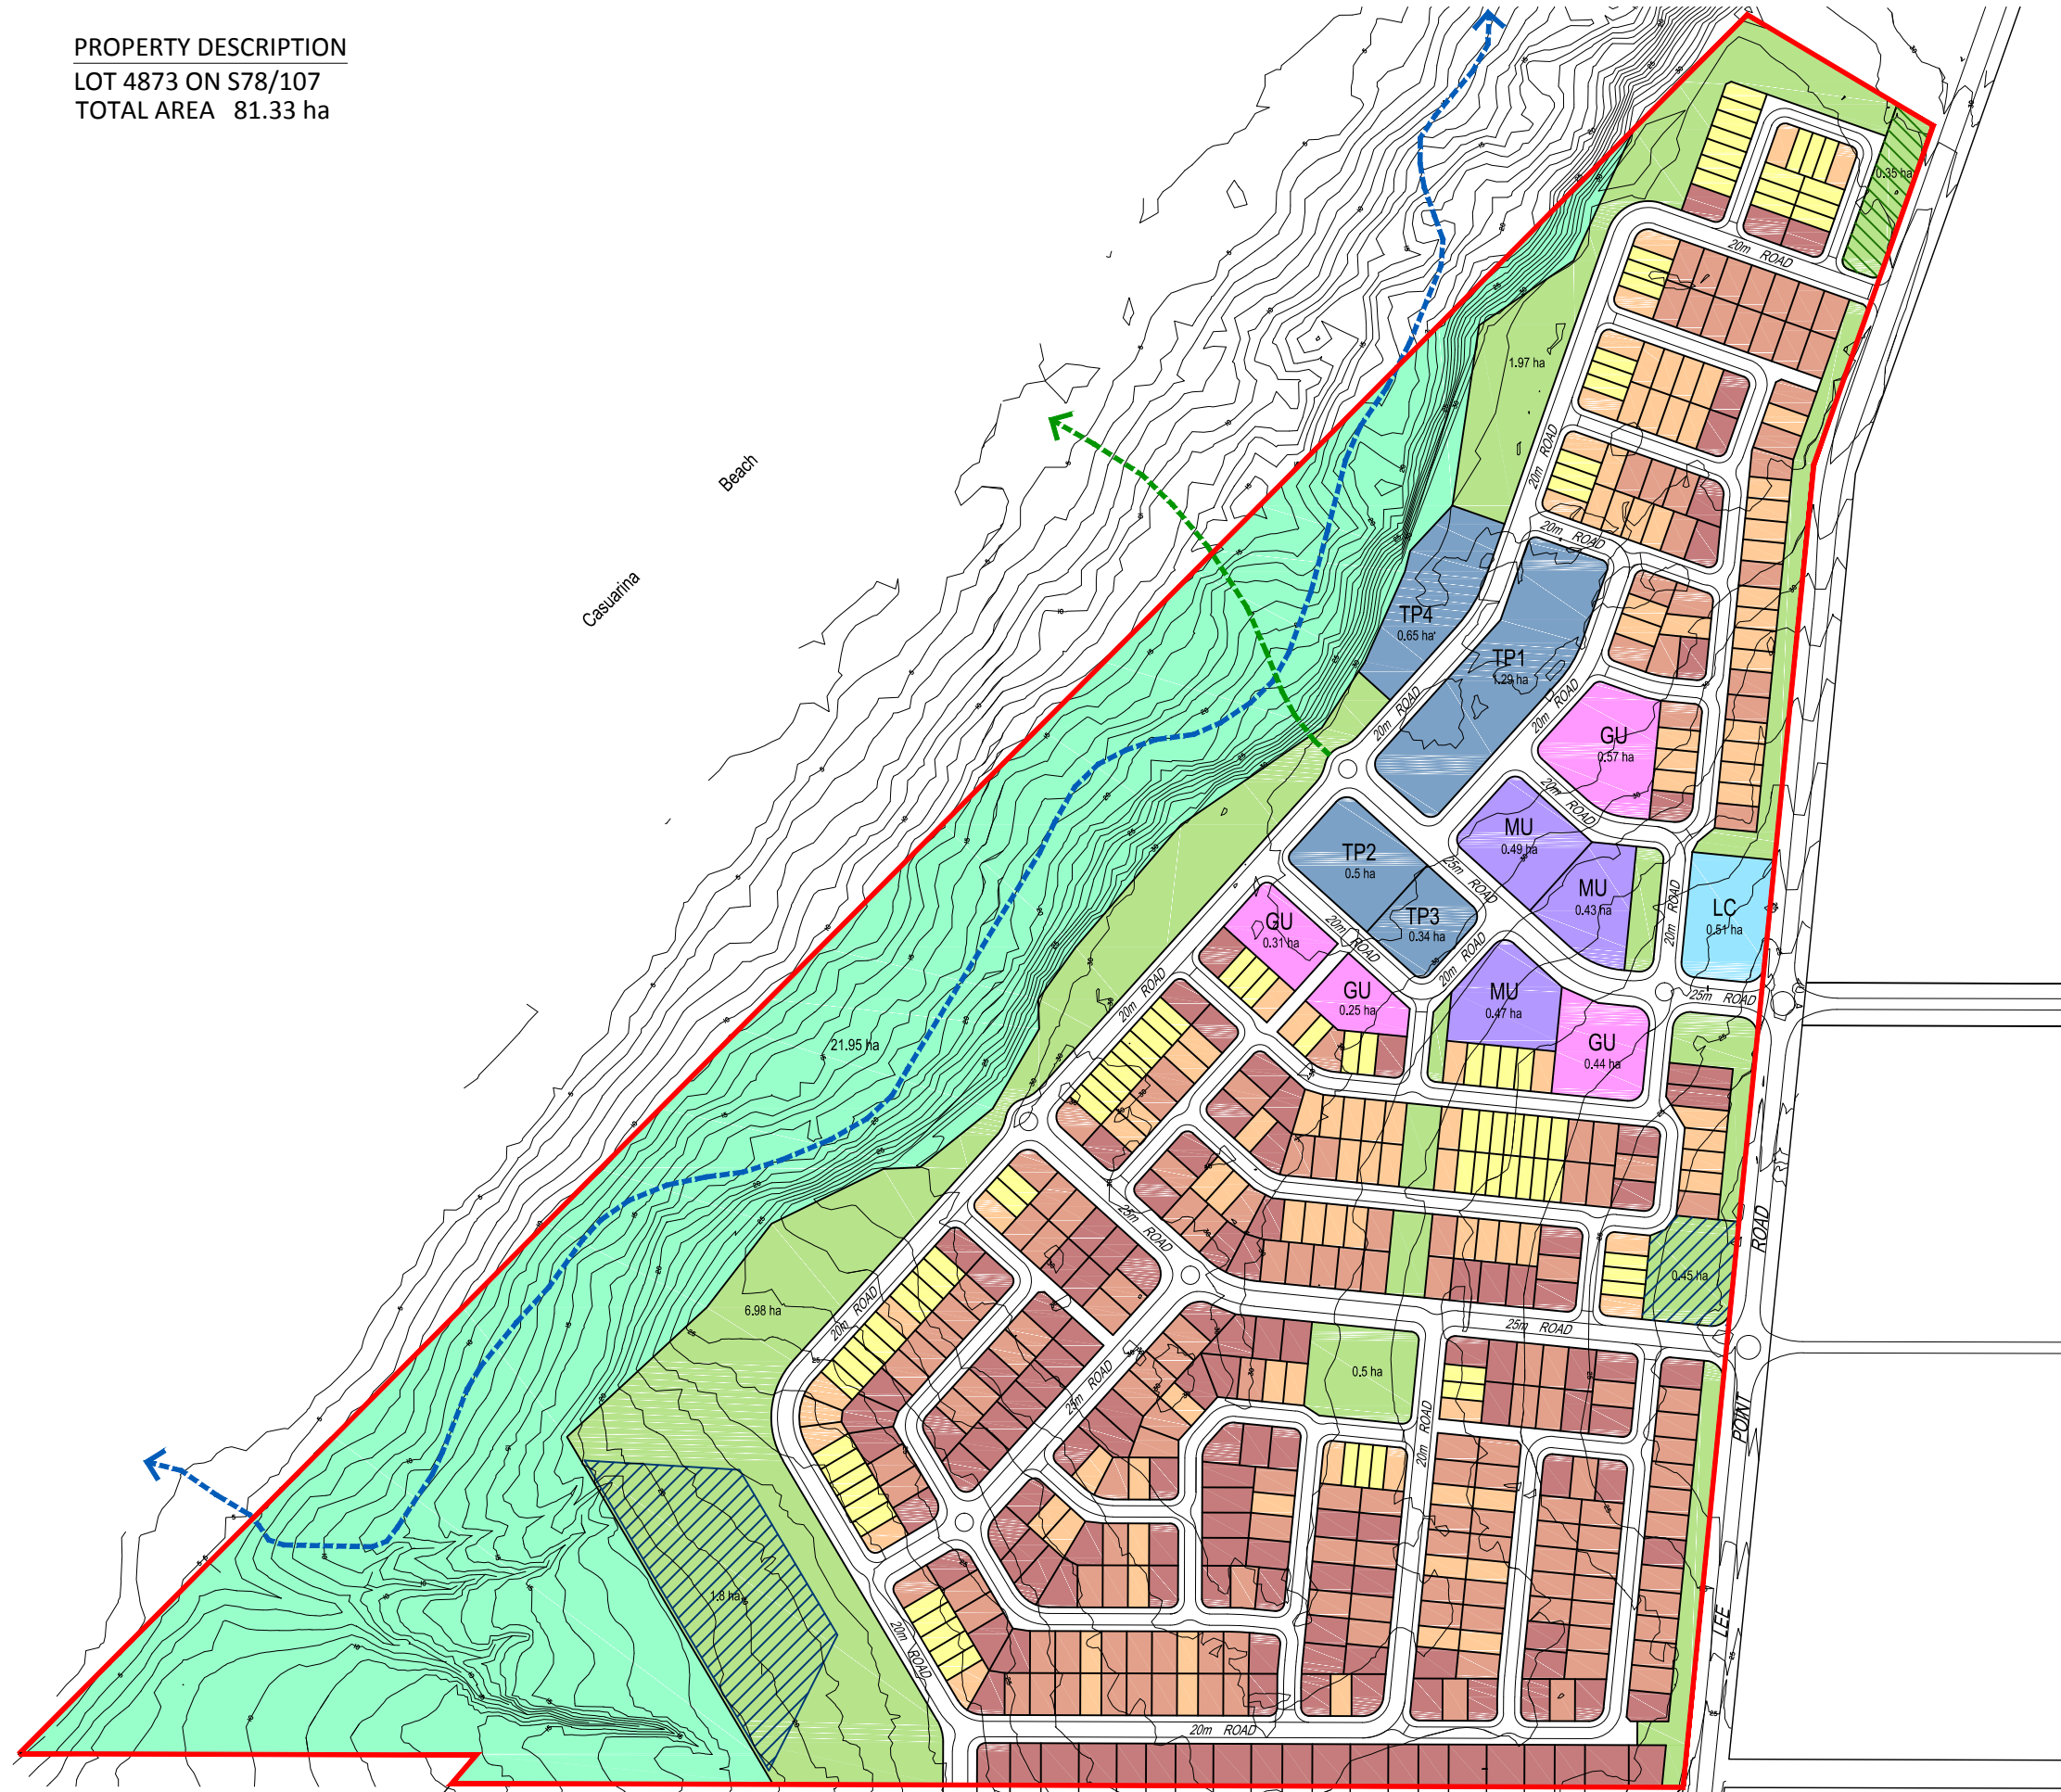 PROPERTY DESCRIPTION
LOT 4873 ON S78/107
TOTAL AREA 81.33 ha
0.35 ha
20m ROAD
1.97 ha
20m ROAD
Beach
20m ROAD
Casuarina
TP4
0.65 ha
TP1
1.29 ha
20m ROAD
20m ROAD
GU
0.57 ha
20m ROAD
MU
0.49 ha
TP2
0.5 ha
25m ROAD
MU
0.43 ha
LC
0.51 ha
20m ROAD
TP3
0.34 ha
GU
0.31 ha
20m ROAD
20m ROAD
GU
0.25 ha
MU
0.47 ha
25m ROAD
20m ROAD
GU
0.44 ha
21.95 ha
25m ROAD
0.45 ha
6.98 ha
20m ROAD
25m ROAD
0.5 ha
25m ROAD
20m ROAD
LEE POINT ROAD
1.8 ha
20m ROAD
20m ROAD